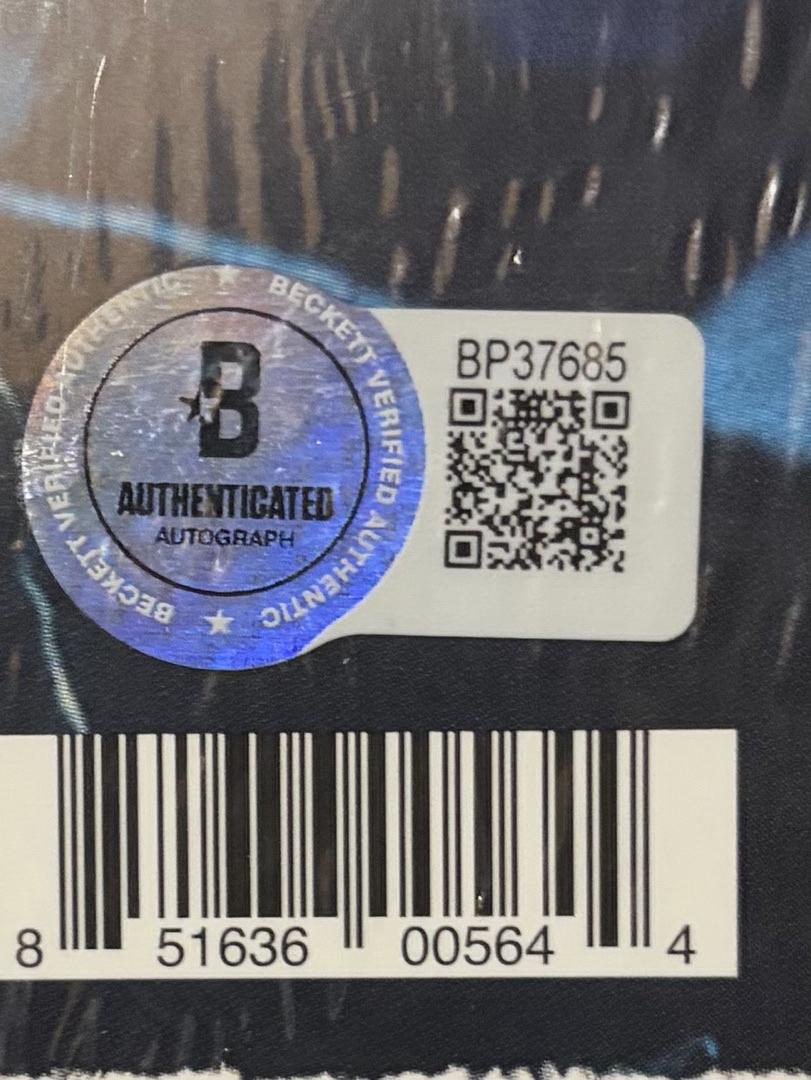 BECKETT VERIFIED AUTHENTIC ★ BECKETT VERIFIED AUTHENTIC ★
B
AUTHENTICATED
AUTOGRAPH
BP37685
8 51636 00564 4